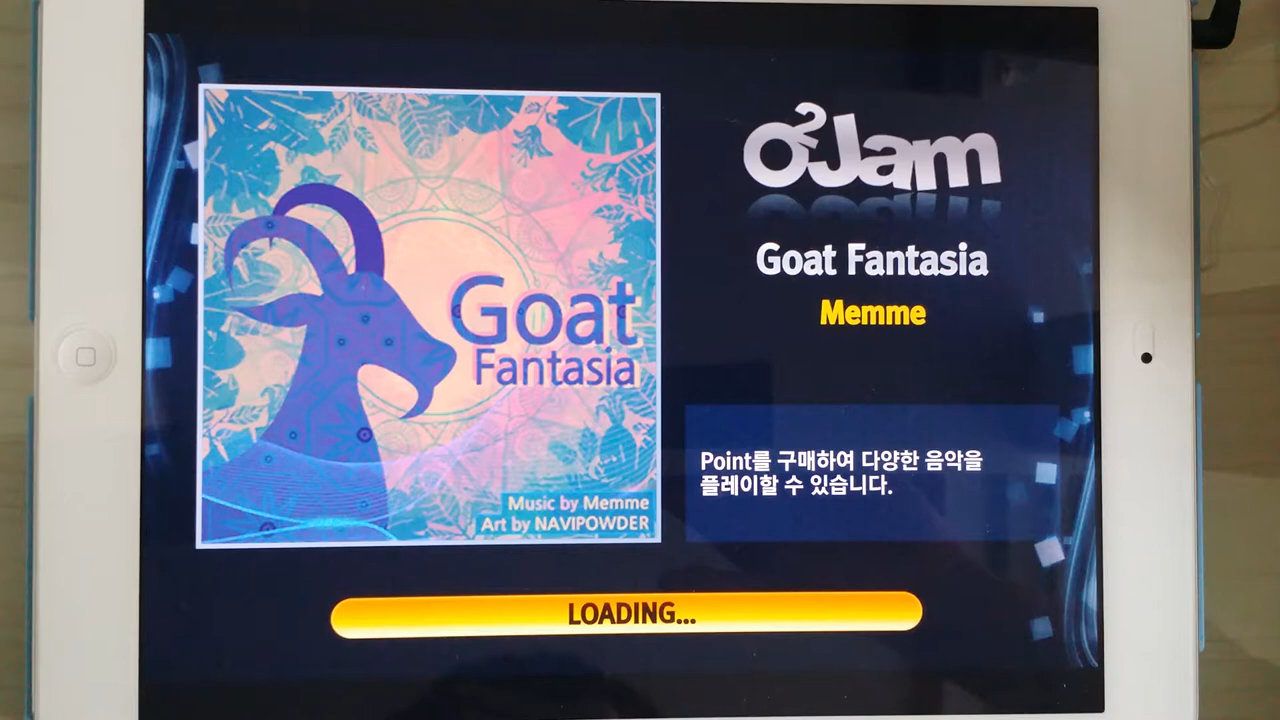 Goat
Fantasia
Music by Memme
Art by NAVIPOWDER
O2Jam
Goat Fantasia
Memme
Point를 구매하여 다양한 음악을
플레이할 수 있습니다.
LOADING...